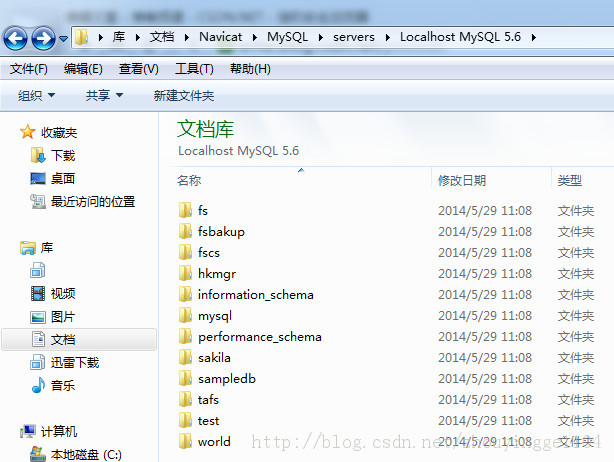 库 ▸ 文档 ▸ Navicat ▸ MySQL ▸ servers ▸ Localhost MySQL 5.6 ▸
文件(F) 编辑(E) 查看(V) 工具(T) 帮助(H)
组织 共享 新建文件夹
收藏夹
下载
桌面
最近访问的位置
库
视频
图片
文档
迅雷下载
音乐
计算机
本地磁盘 (C:)
文档库
Localhost MySQL 5.6
名称 修改日期 类型
fs 2014/5/29 11:08 文件夹
fsbakup 2014/5/29 11:08 文件夹
fscs 2014/5/29 11:08 文件夹
hkmgr 2014/5/29 11:08 文件夹
information_schema 2014/5/29 11:08 文件夹
mysql 2014/5/29 11:08 文件夹
performance_schema 2014/5/29 11:08 文件夹
sakila 2014/5/29 11:08 文件夹
sampledb 2014/5/29 11:08 文件夹
tafs 2014/5/29 11:08 文件夹
test 2014/5/29 11:08 文件夹
world 2014/5/29 11:08 文件夹